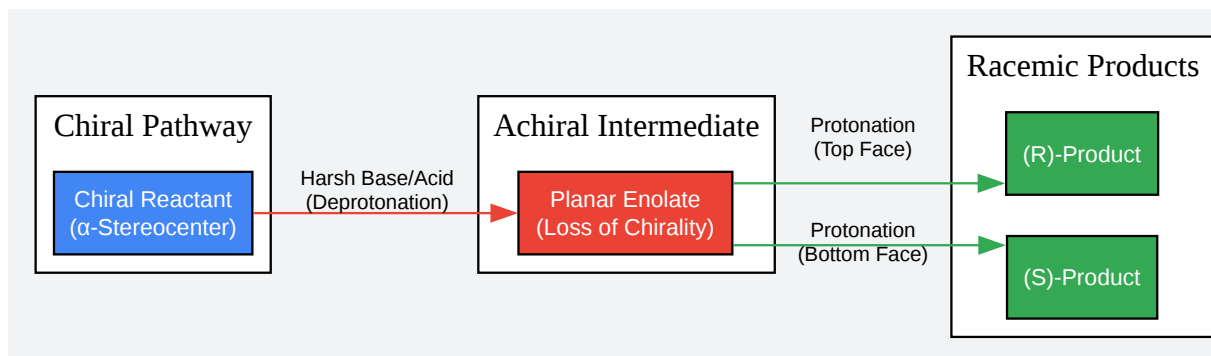 Chiral Pathway
Chiral Reactant
(α-Stereocenter)
Harsh Base/Acid
(Deprotonation)
Achiral Intermediate
Planar Enolate
(Loss of Chirality)
Protonation
(Top Face)
Protonation
(Bottom Face)
Racemic Products
(R)-Product
(S)-Product